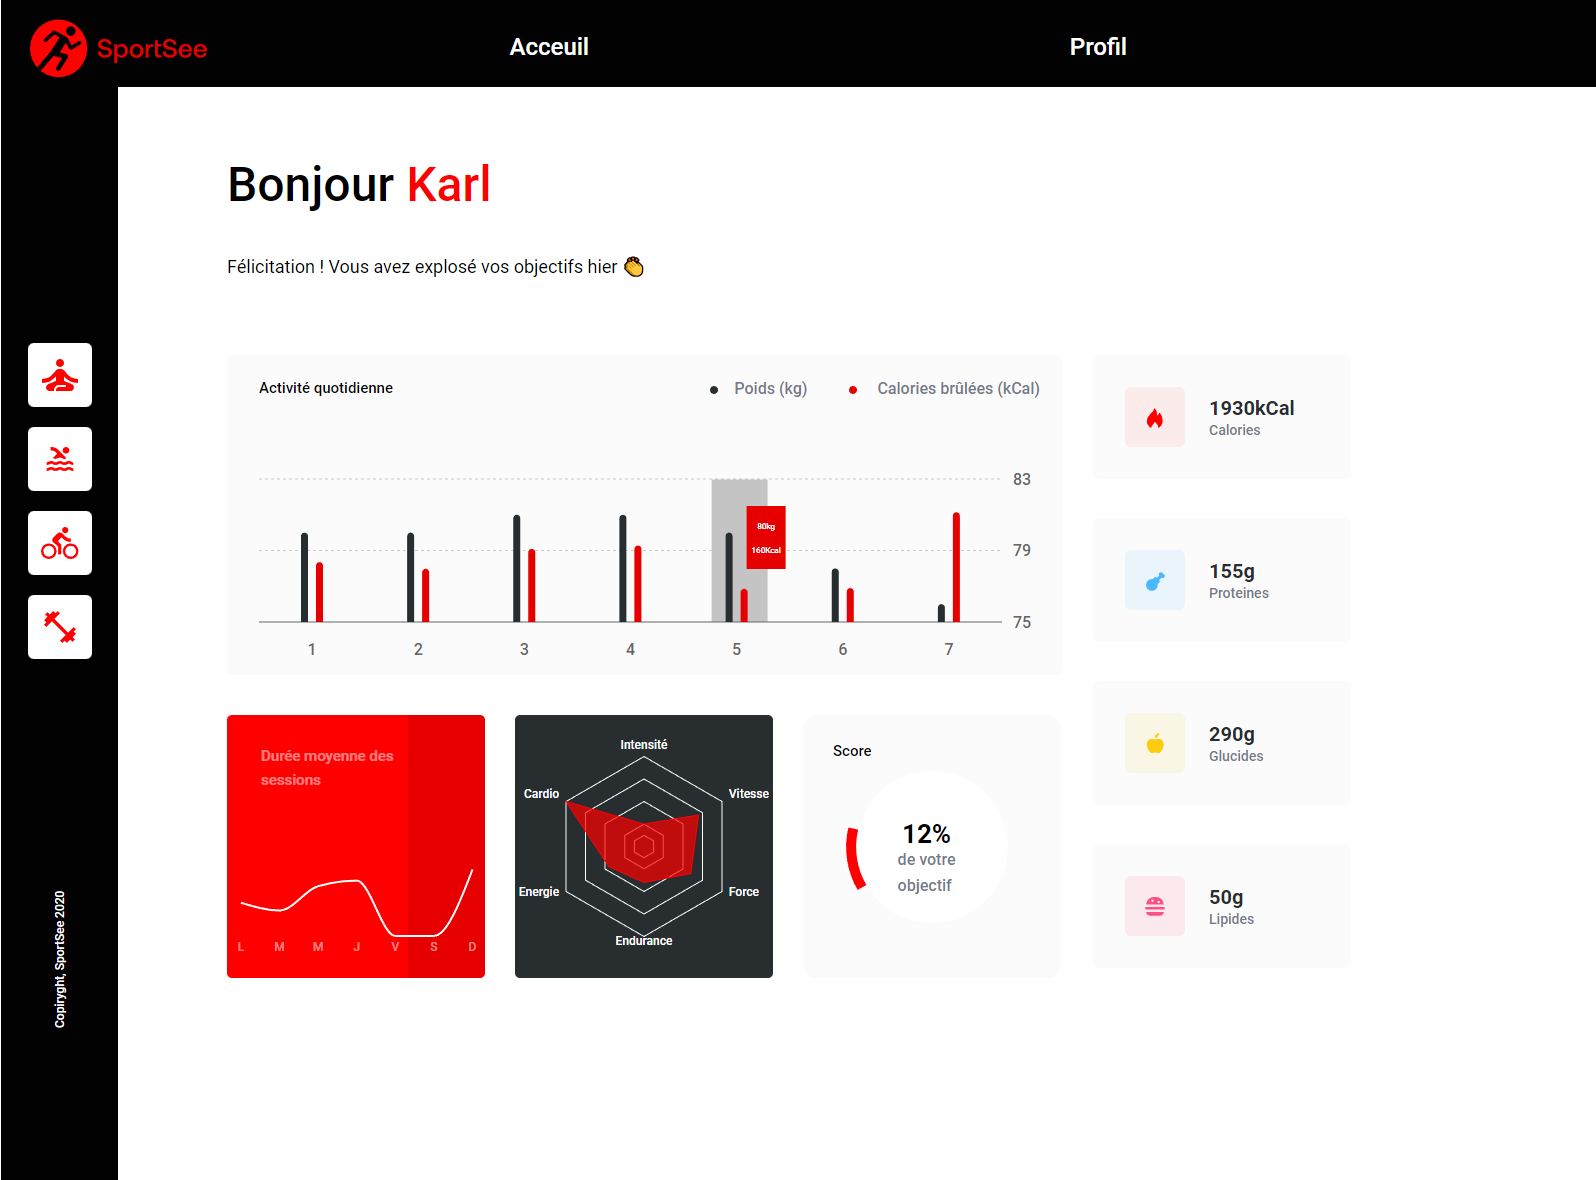 SportSee
Acceuil
Profil
Bonjour Karl
Félicitation ! Vous avez explosé vos objectifs hier 👏
Activité quotidienne
Poids (kg)
Calories brûlées (kCal)
83
79
75
80kg
160Kcal
1 2 3 4 5 6 7
1930kCal
Calories
155g
Proteines
290g
Glucides
50g
Lipides
Durée moyenne des
sessions
L M M J V S D
Intensité
Vitesse
Force
Endurance
Energie
Cardio
Score
12%
de votre
objectif
Copiryght, SportSee 2020